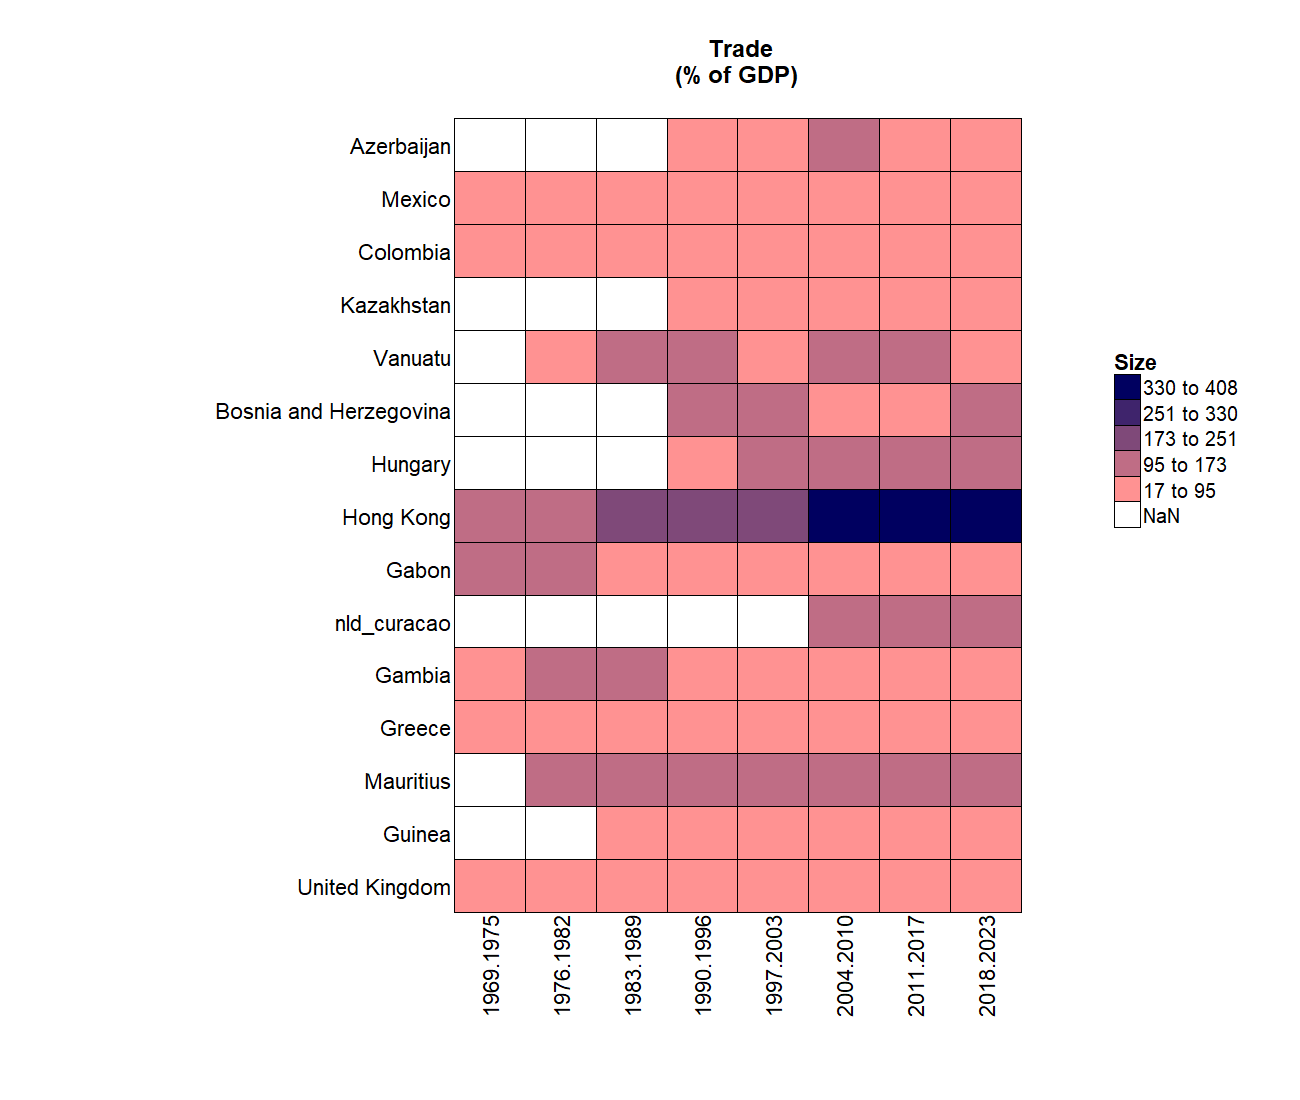 Trade
(% of GDP)
Azerbaijan
Mexico
Colombia
Kazakhstan
Vanuatu
Bosnia and Herzegovina
Hungary
Hong Kong
Gabon
nld_curacao
Gambia
Greece
Mauritius
Guinea
United Kingdom
1969.1975
1976.1982
1983.1989
1990.1996
1997.2003
2004.2010
2011.2017
2018.2023
Size
330 to 408
251 to 330
173 to 251
95 to 173
17 to 95
NaN